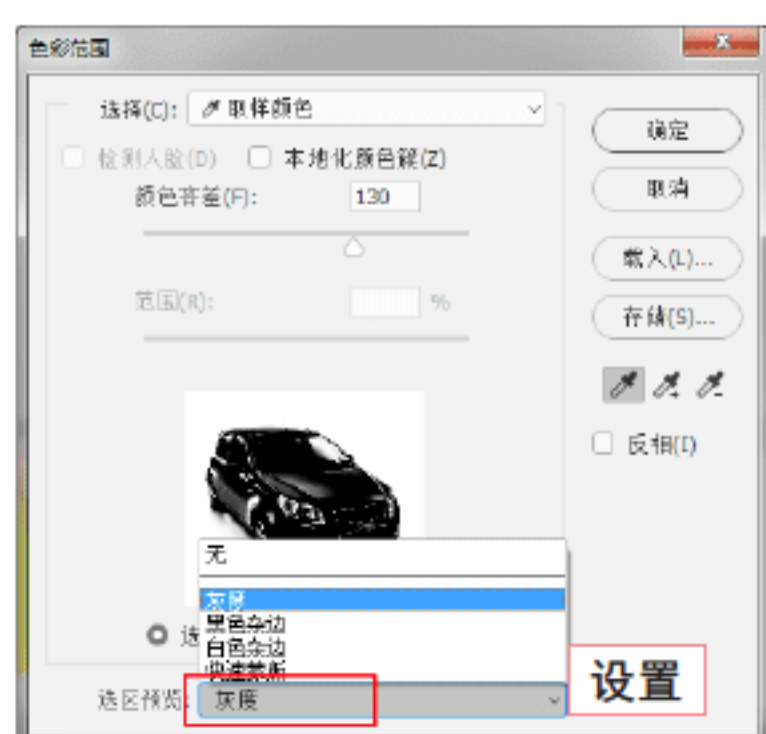 色彩范围
选择(C): 取样颜色
检测人脸(D) 本地化颜色簇(Z)
颜色容差(F): 130
范围(R): %
确定
取消
载入(L)...
存储(S)...
反相(I)
无
灰度
黑色杂边
白色杂边
快速蒙版
选
选区预览: 灰度
设置